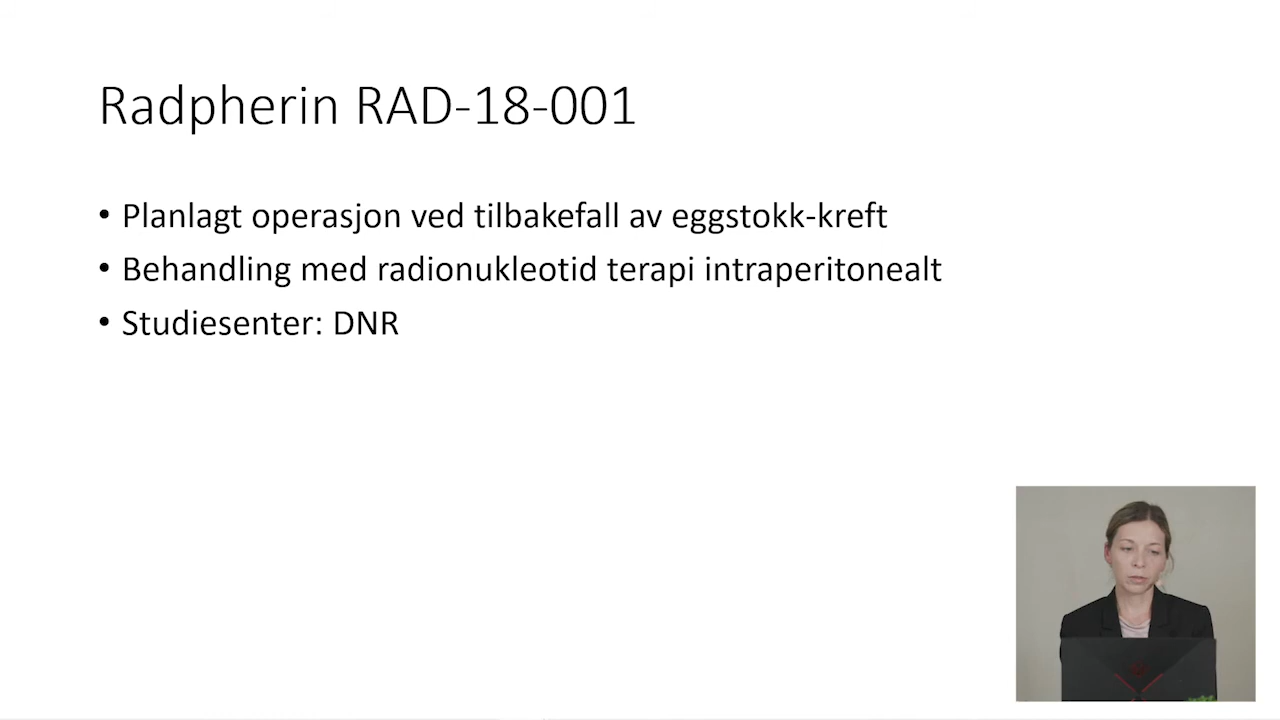 Radpherin RAD-18-001
• Planlagt operasjon ved tilbakefall av eggstokk-kreft
• Behandling med radionukleotid terapi intraperitonealt
• Studiesenter: DNR